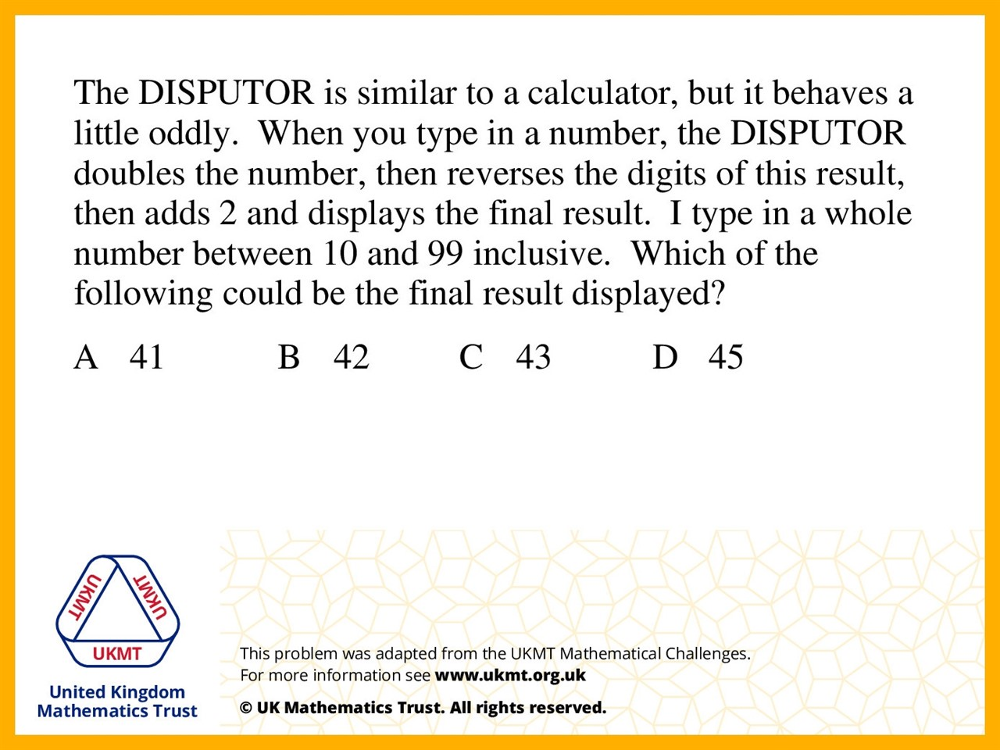 The DISPUTOR is similar to a calculator, but it behaves a
little oddly.  When you type in a number, the DISPUTOR
doubles the number, then reverses the digits of this result,
then adds 2 and displays the final result.  I type in a whole
number between 10 and 99 inclusive.  Which of the
following could be the final result displayed?
A 41 B 42 C 43 D 45
UKMT UKMT
UKMT
United Kingdom
Mathematics Trust
This problem was adapted from the UKMT Mathematical Challenges.
For more information see www.ukmt.org.uk
© UK Mathematics Trust. All rights reserved.